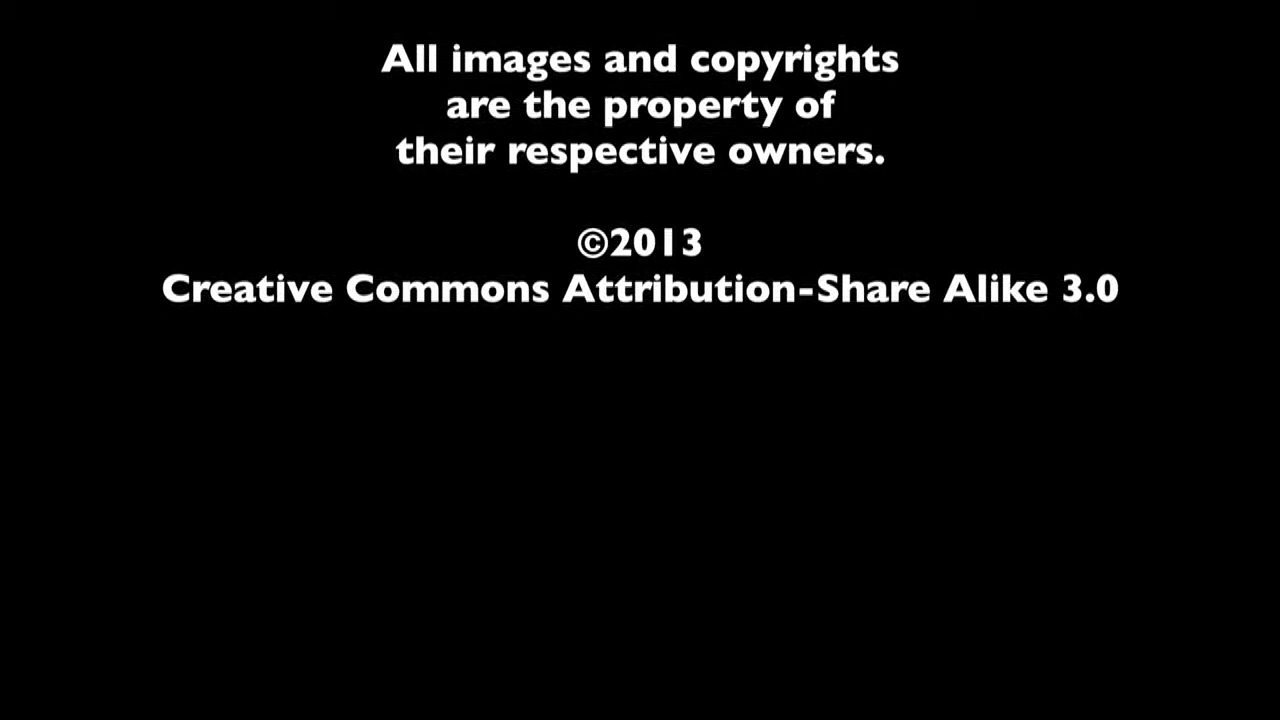 All images and copyrights
are the property of
their respective owners.
©2013
Creative Commons Attribution-Share Alike 3.0